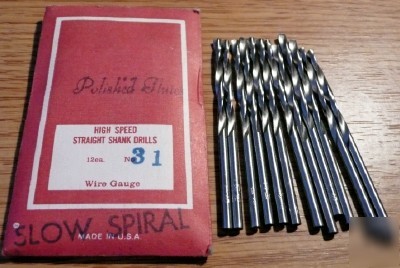 Polished Flute
HIGH SPEED
STRAIGHT SHANK DRILLS
12ea. No 31
Wire Gauge
SLOW SPIRAL
MADE IN U.S.A.